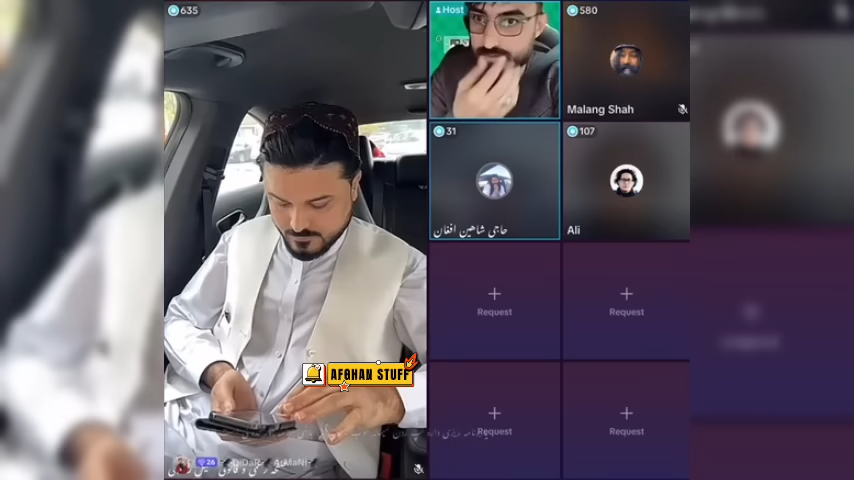 635
Host
580
Malang Shah
31
107
حاجی شاهین افغان
Ali
Request
Request
AFGHAN STUFF
Request
Request
26